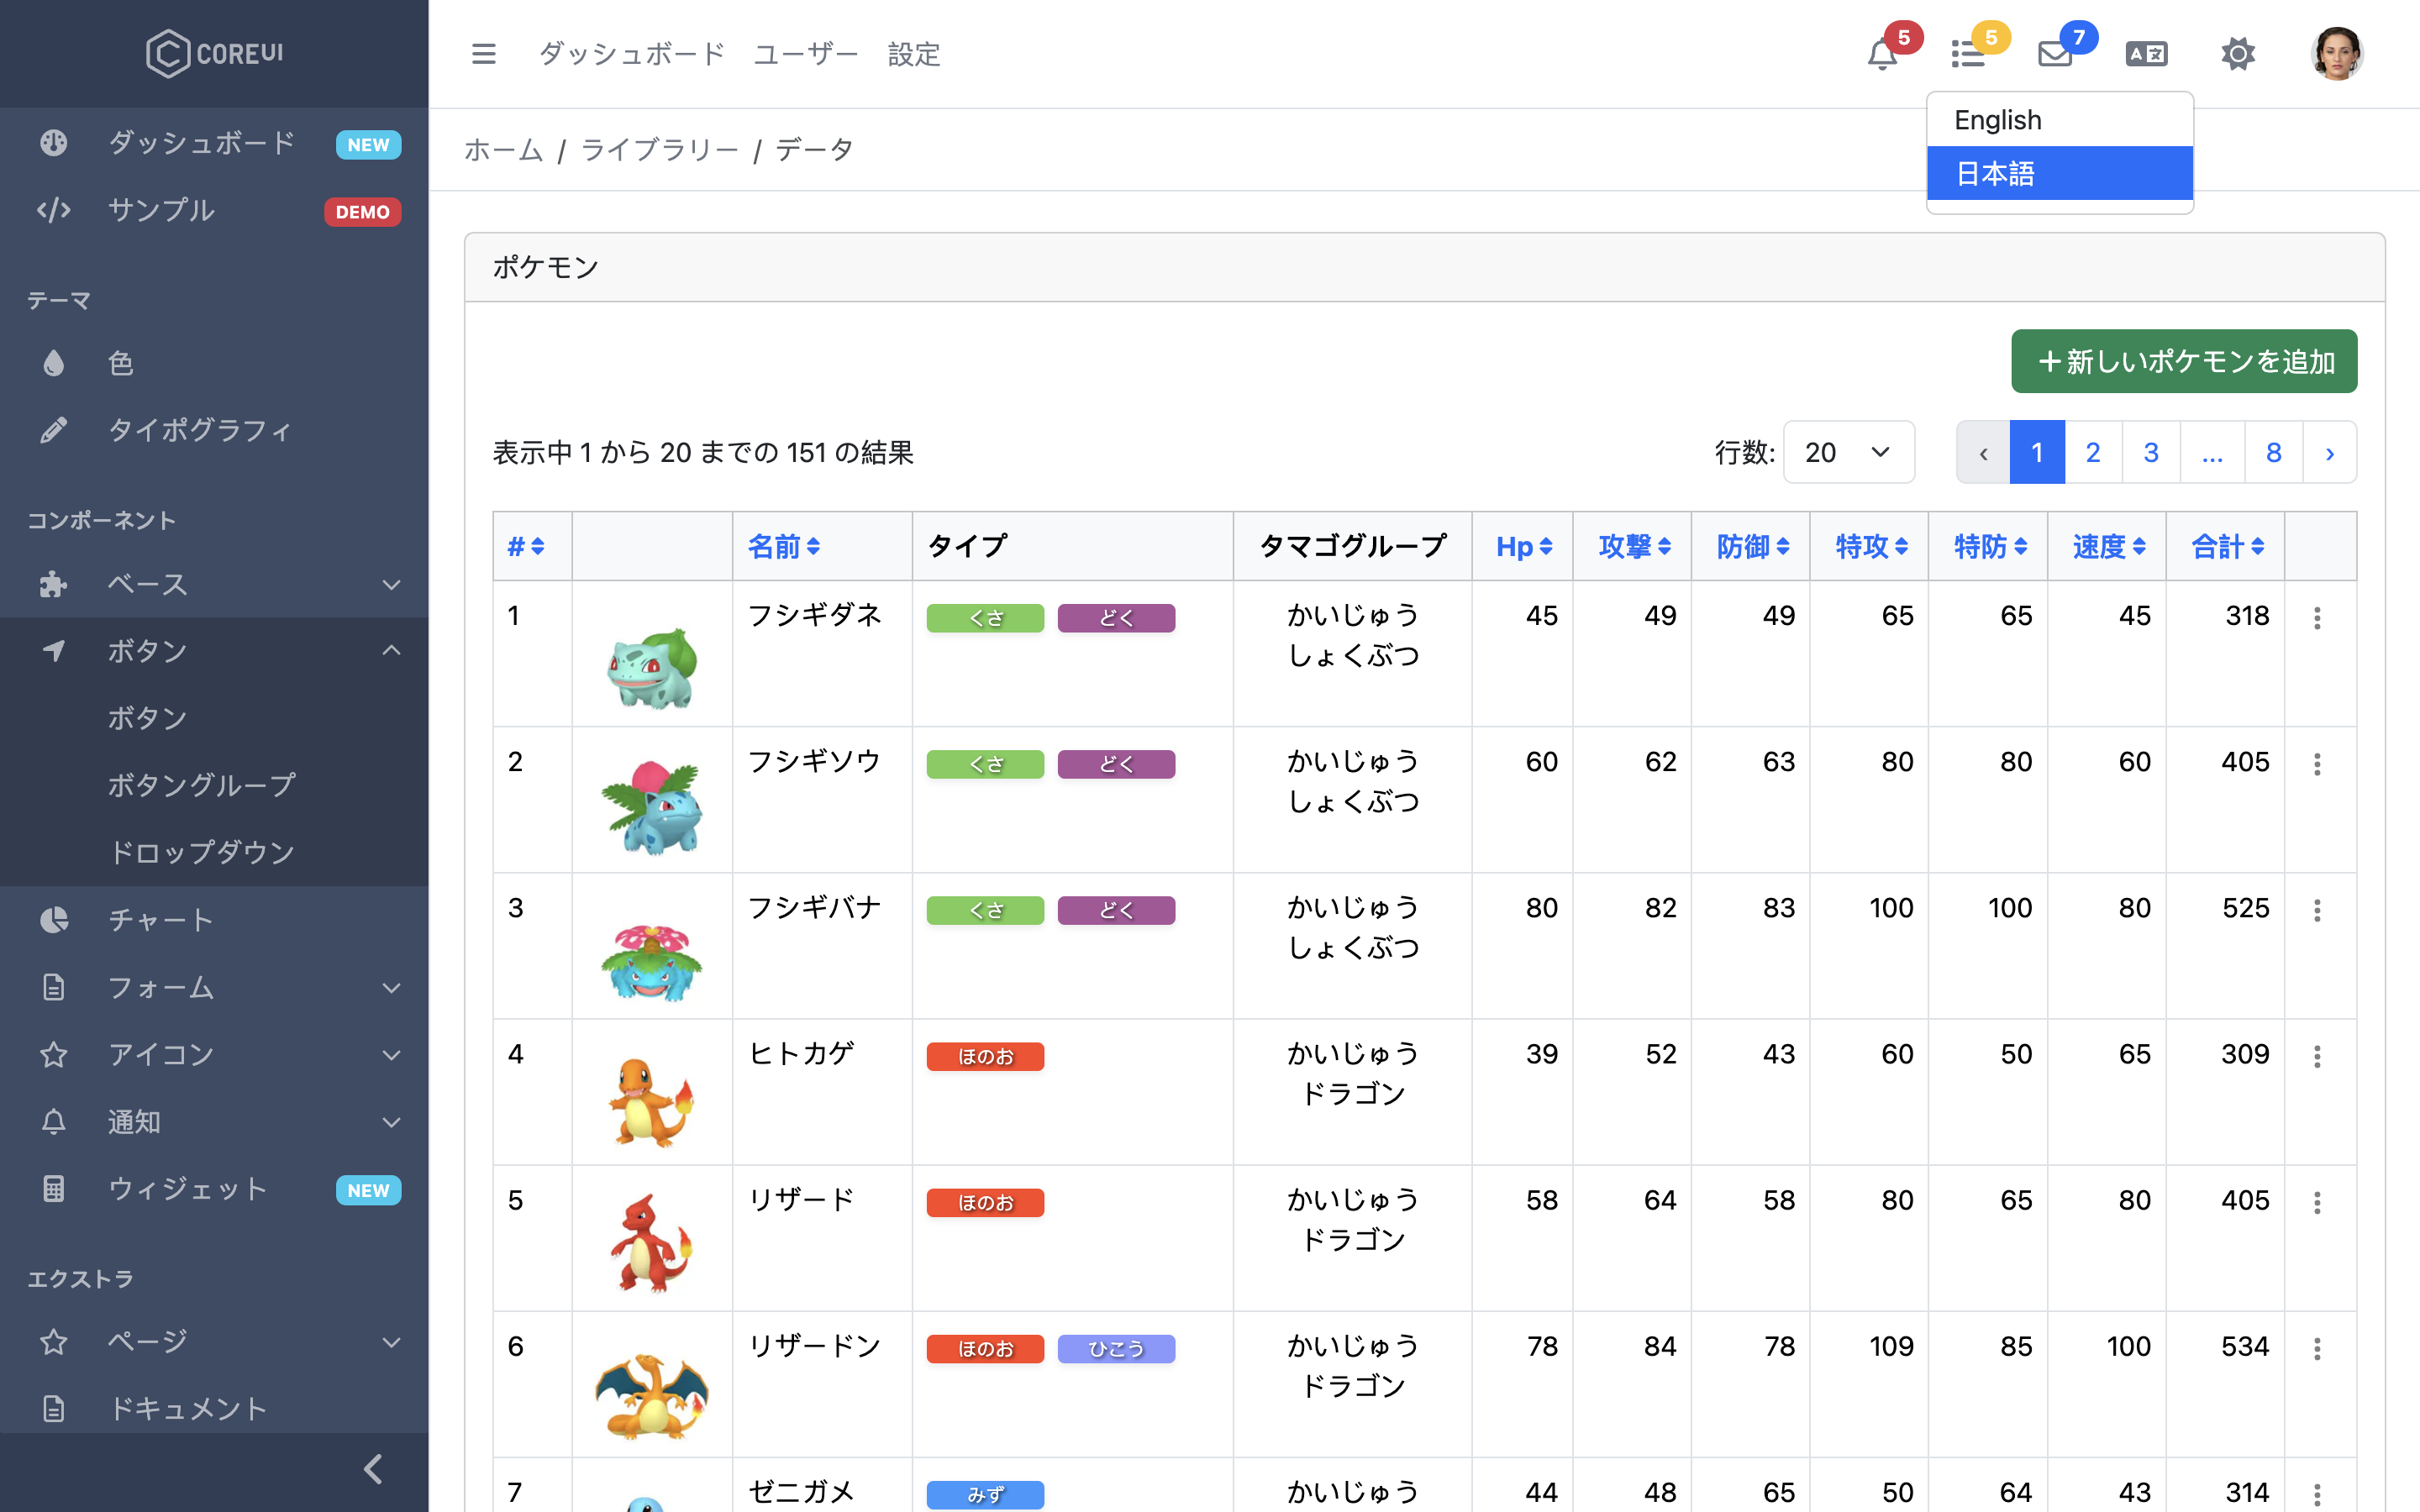 COREUI
ダッシュボード NEW
サンプル DEMO
テーマ
色
タイポグラフィ
コンポーネント
ベース
ボタン
ボタン
ボタングループ
ドロップダウン
チャート
フォーム
アイコン
通知
ウィジェット NEW
エクストラ
ページ
ドキュメント
ダッシュボード ユーザー 設定 5 5 7 A 文
English
日本語
ホーム / ライブラリー / データ
ポケモン
+新しいポケモンを追加
表示中 1 から 20 までの 151 の結果 行数: 20 ‹ 1 2 3 ... 8 ›
# 名前 タイプ タマゴグループ Hp 攻撃 防御 特攻 特防 速度 合計
1 フシギダネ くさ どく かいじゅう 45 49 49 65 65 45 318
しょくぶつ
2 フシギソウ くさ どく かいじゅう 60 62 63 80 80 60 405
しょくぶつ
3 フシギバナ くさ どく かいじゅう 80 82 83 100 100 80 525
しょくぶつ
4 ヒトカゲ ほのお かいじゅう 39 52 43 60 50 65 309
ドラゴン
5 リザード ほのお かいじゅう 58 64 58 80 65 80 405
ドラゴン
6 リザードン ほのお ひこう かいじゅう 78 84 78 109 85 100 534
ドラゴン
7 ゼニガメ みず かいじゅう 44 48 65 50 64 43 314